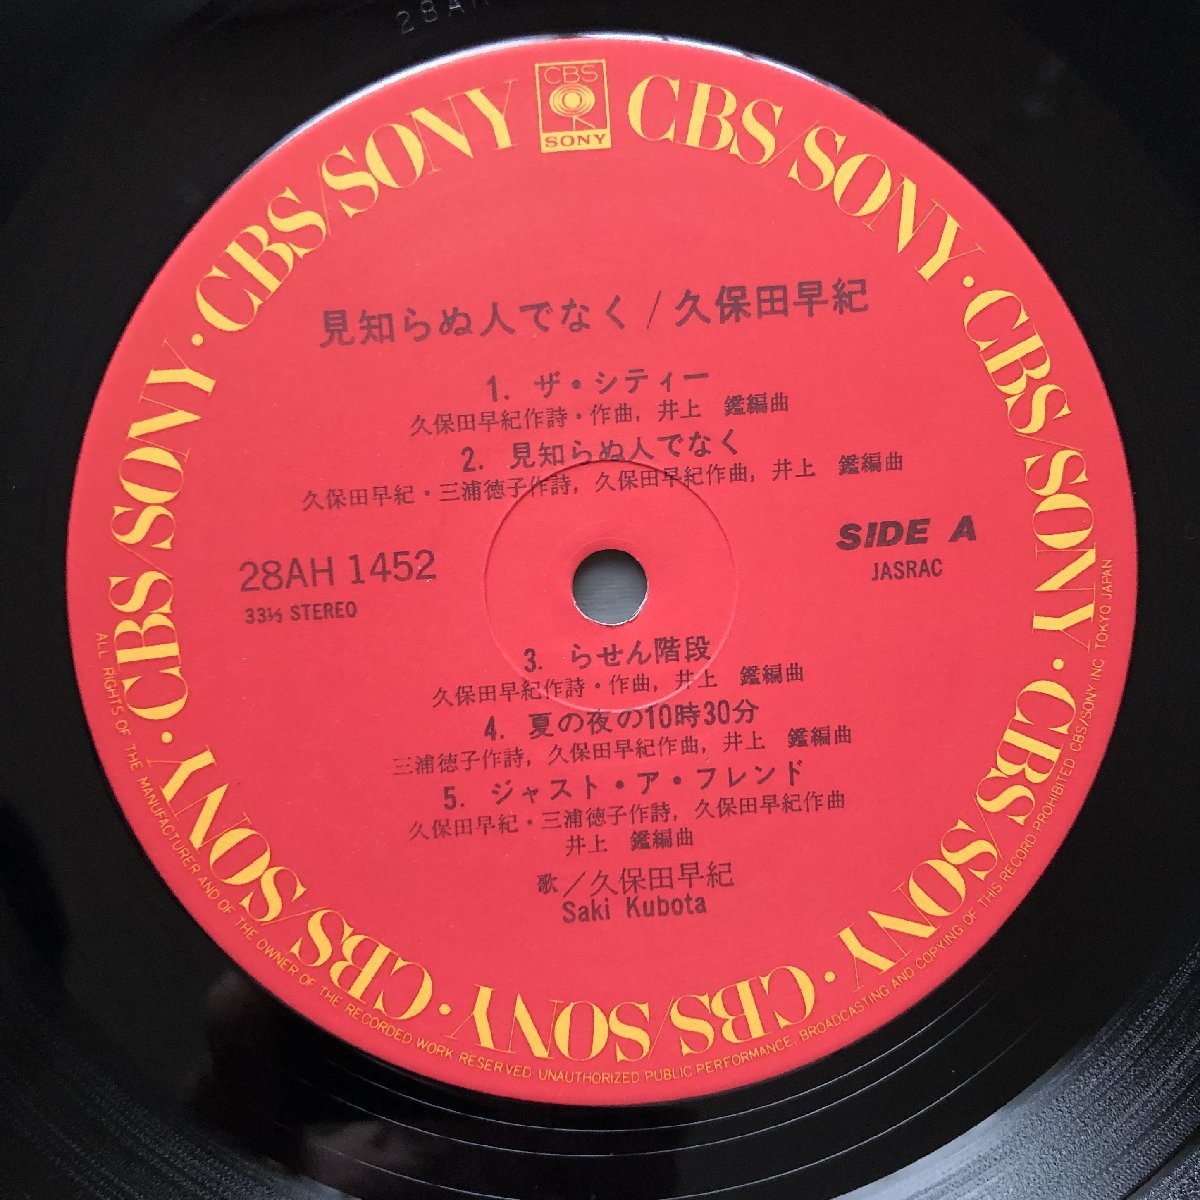 28AH
CBS
SONY
CBS/SONY · CBS/SONY · CBS/SONY · CBS/SONY · CBS/SONY · CBS/SONY · CBS/SONY · CBS/SONY · CBS/SONY
見知らぬ人でなく / 久保田早紀
1. ザ・シティー
久保田早紀作詩・作曲, 井上 鑑編曲
2. 見知らぬ人でなく
久保田早紀・三浦徳子作詩, 久保田早紀作曲, 井上 鑑編曲
28AH 1452
33⅓ STEREO
SIDE A
JASRAC
3. らせん階段
久保田早紀作詩・作曲, 井上 鑑編曲
4. 夏の夜の10時30分
三浦徳子作詩, 久保田早紀作曲, 井上 鑑編曲
5. ジャスト・ア・フレンド
久保田早紀・三浦徳子作詩, 久保田早紀作曲
井上 鑑編曲
歌／久保田早紀
Saki Kubota
ALL RIGHTS OF THE MANUFACTURER AND OF THE OWNER OF THE RECORDED WORK RESERVED UNAUTHORIZED PUBLIC PERFORMANCE, BROADCASTING AND COPYING OF THIS RECORD PROHIBITED. CBS/SONY INC TOKYO JAPAN